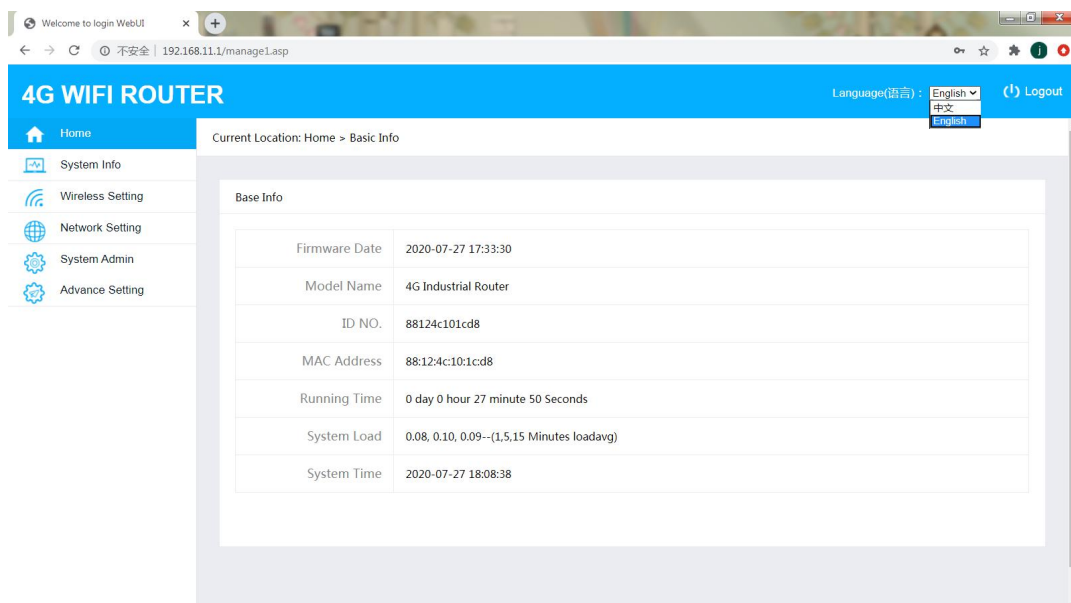 Welcome to login WebUI
不安全 | 192.168.11.1/manage1.asp
4G WIFI ROUTER
Language(语言) : English
Logout
中文
English
Home
Current Location: Home > Basic Info
System Info
Wireless Setting
Base Info
Network Setting
Firmware Date 2020-07-27 17:33:30
System Admin
Model Name 4G Industrial Router
Advance Setting
ID NO. 88124c101cd8
MAC Address 88:12:4c:10:1c:d8
Running Time 0 day 0 hour 27 minute 50 Seconds
System Load 0.08, 0.10, 0.09--(1,5,15 Minutes loadavg)
System Time 2020-07-27 18:08:38